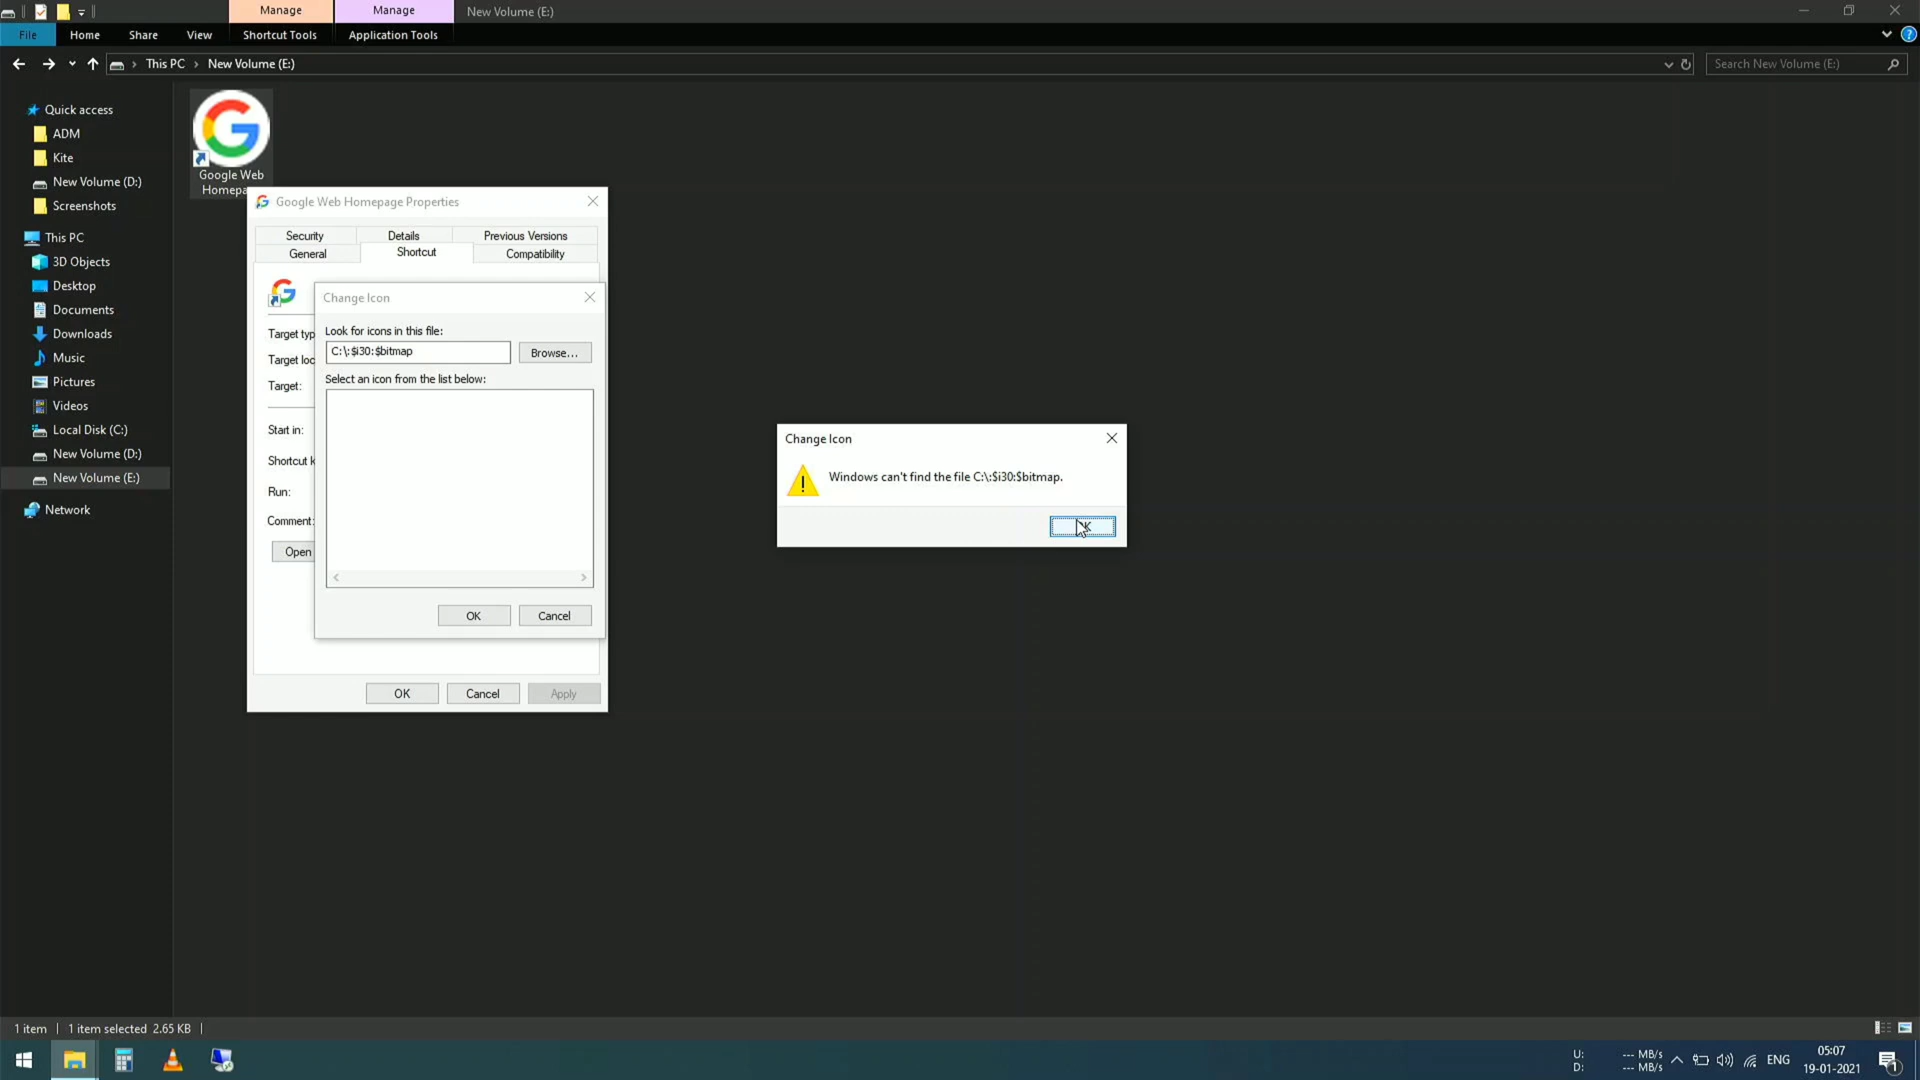 Manage
Manage
New Volume (E:)
File
Home
Share
View
Shortcut Tools
Application Tools
This PC
New Volume (E:)
Search New Volume (E:)
Quick access
ADM
Kite
New Volume (D:)
Screenshots
This PC
3D Objects
Desktop
Documents
Downloads
Music
Pictures
Videos
Local Disk (C:)
New Volume (D:)
New Volume (E:)
Network
Google Web
Homepa
Google Web Homepage Properties
Security
Details
Previous Versions
General
Shortcut
Compatibility
Target typ
Target loc
Target:
Start in:
Shortcut k
Run:
Comment:
Open
Change Icon
Look for icons in this file:
C:\:$i30:$bitmap
Browse...
Select an icon from the list below:
OK
Cancel
OK
Cancel
Apply
Change Icon
Windows can't find the file C:\:$i30:$bitmap.
1 item
1 item selected 2.65 KB
U: --- MB/s
D: --- MB/s
ENG
05:07
19-01-2021
1